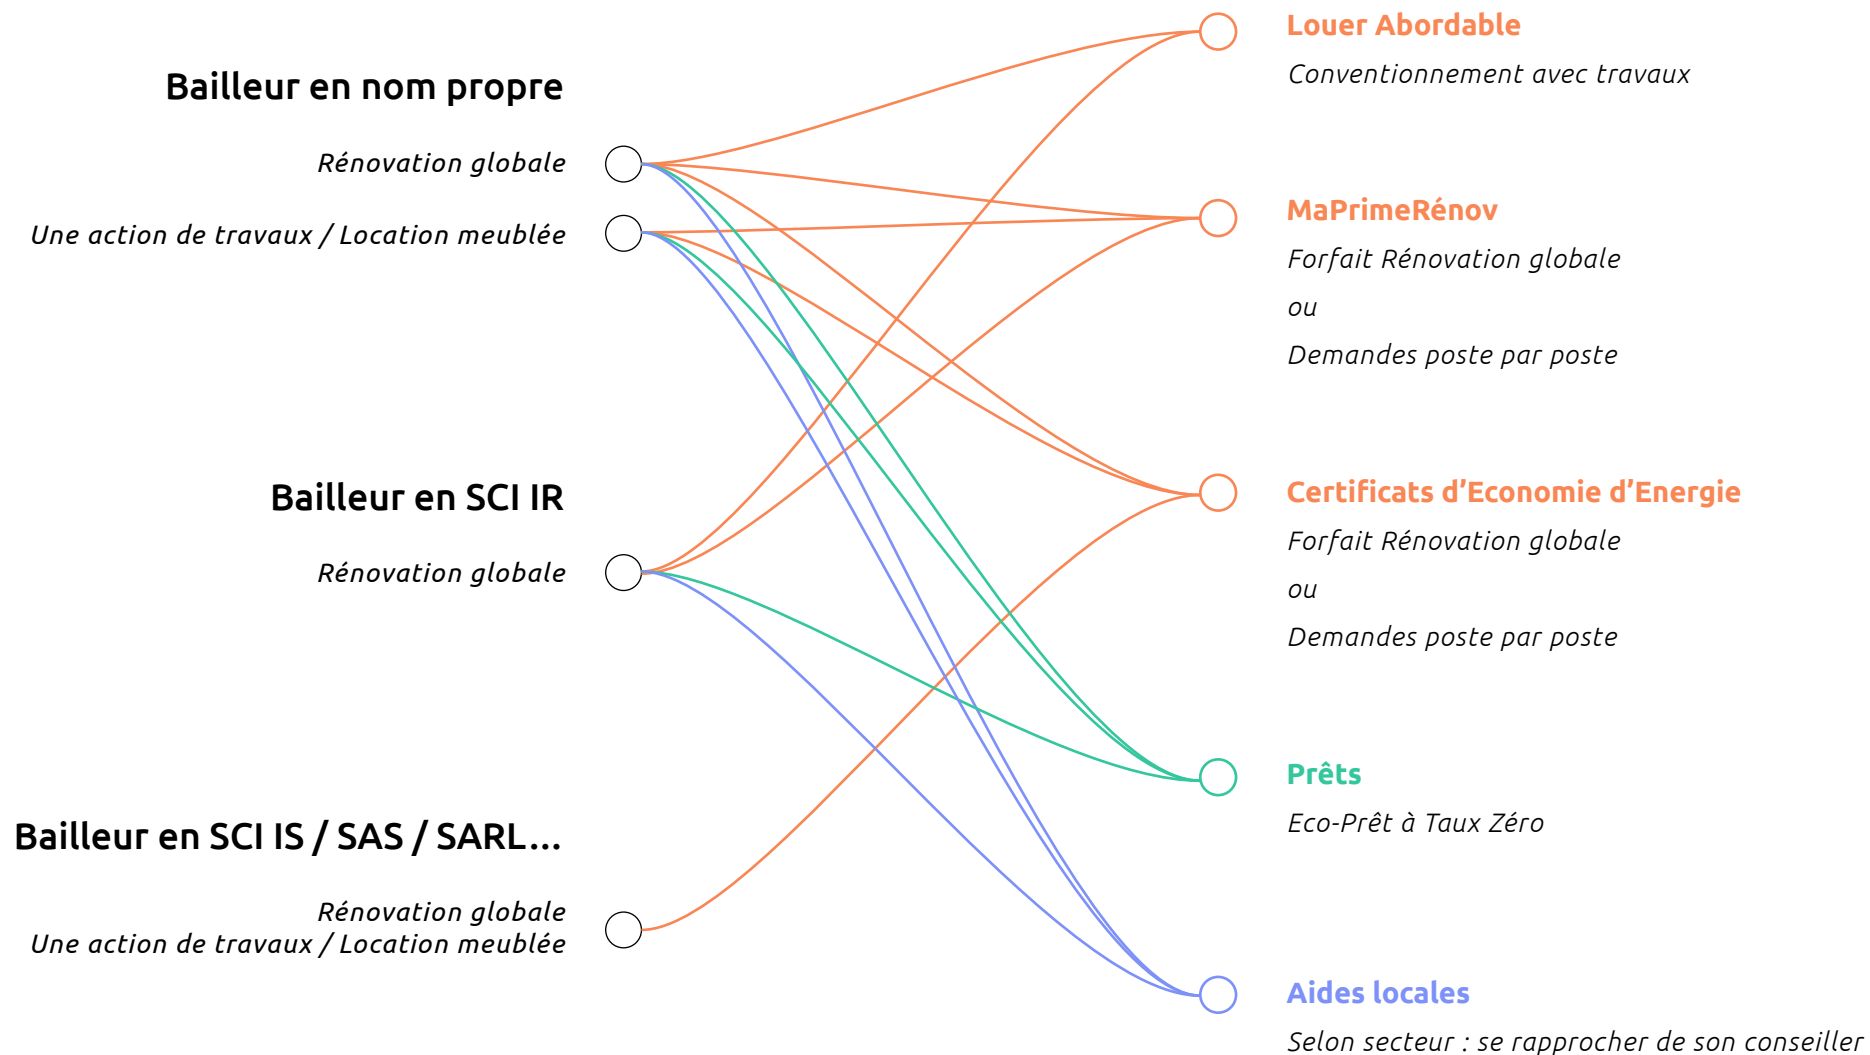 Bailleur en nom propre
Rénovation globale
Une action de travaux / Location meublée
Bailleur en SCI IR
Rénovation globale
Bailleur en SCI IS / SAS / SARL...
Rénovation globale
Une action de travaux / Location meublée
Louer Abordable
Conventionnement avec travaux
MaPrimeRénov
Forfait Rénovation globale
ou
Demandes poste par poste
Certificats d’Economie d’Energie
Forfait Rénovation globale
ou
Demandes poste par poste
Prêts
Eco-Prêt à Taux Zéro
Aides locales
Selon secteur : se rapprocher de son conseiller